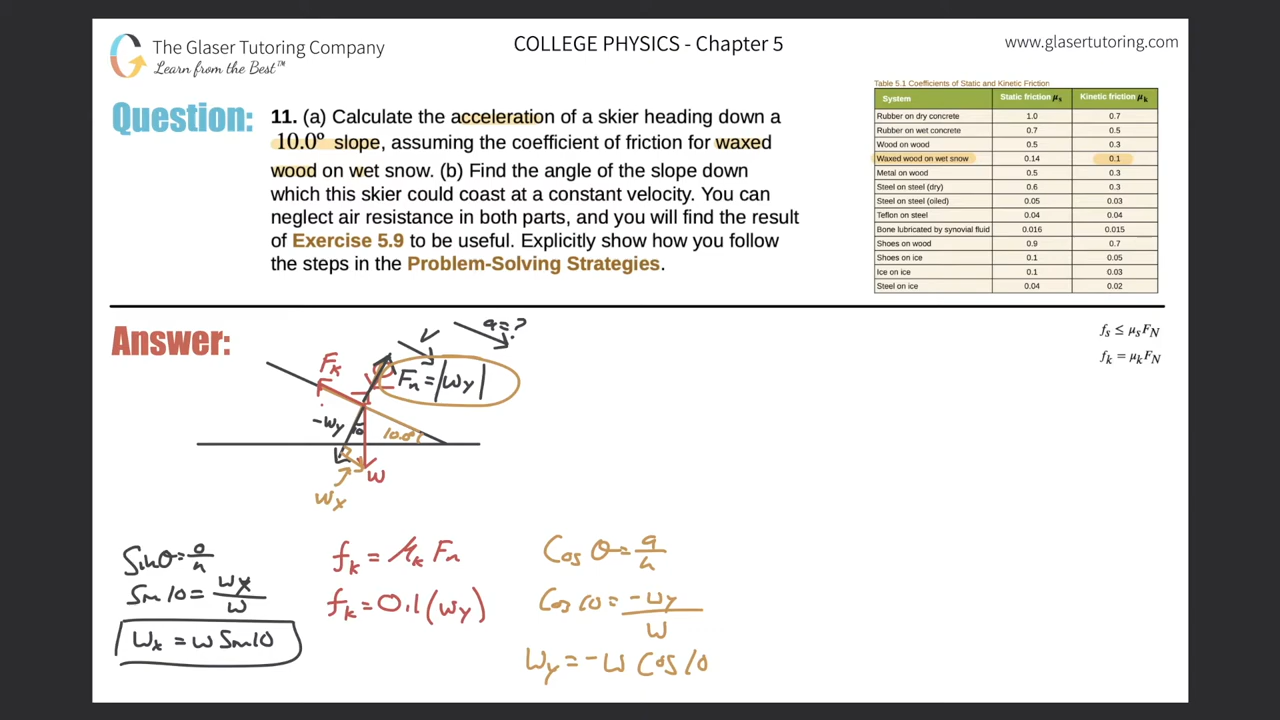 The Glaser Tutoring Company
Learn from the Best™
COLLEGE PHYSICS - Chapter 5
www.glasertutoring.com
Question:
11. (a) Calculate the acceleration of a skier heading down a
10.0° slope, assuming the coefficient of friction for waxed
wood on wet snow. (b) Find the angle of the slope down
which this skier could coast at a constant velocity. You can
neglect air resistance in both parts, and you will find the result
of Exercise 5.9 to be useful. Explicitly show how you follow
the steps in the Problem-Solving Strategies.
Table 5.1 Coefficients of Static and Kinetic Friction
System Static friction μs Kinetic friction μk
Rubber on dry concrete 1.0 0.7
Rubber on wet concrete 0.7 0.5
Wood on wood 0.5 0.3
Waxed wood on wet snow 0.14 0.1
Metal on wood 0.5 0.3
Steel on steel (dry) 0.6 0.3
Steel on steel (oiled) 0.05 0.03
Teflon on steel 0.04 0.04
Bone lubricated by synovial fluid 0.016 0.015
Shoes on wood 0.9 0.7
Shoes on ice 0.1 0.05
Ice on ice 0.1 0.03
Steel on ice 0.04 0.02
Answer:
fs ≤ μsFN
fk = μkFN
a=?
v
Fk
Fn = |wy|
-wy
10
10.0°
w
wx
Sinθ = o/h
Sin10 = wx/w
Wx = w Sin10
fk = μk Fn
fk = 0.1(wy)
Cos θ = a/h
Cos 10 = -wy/w
Wy = -w Cos 10